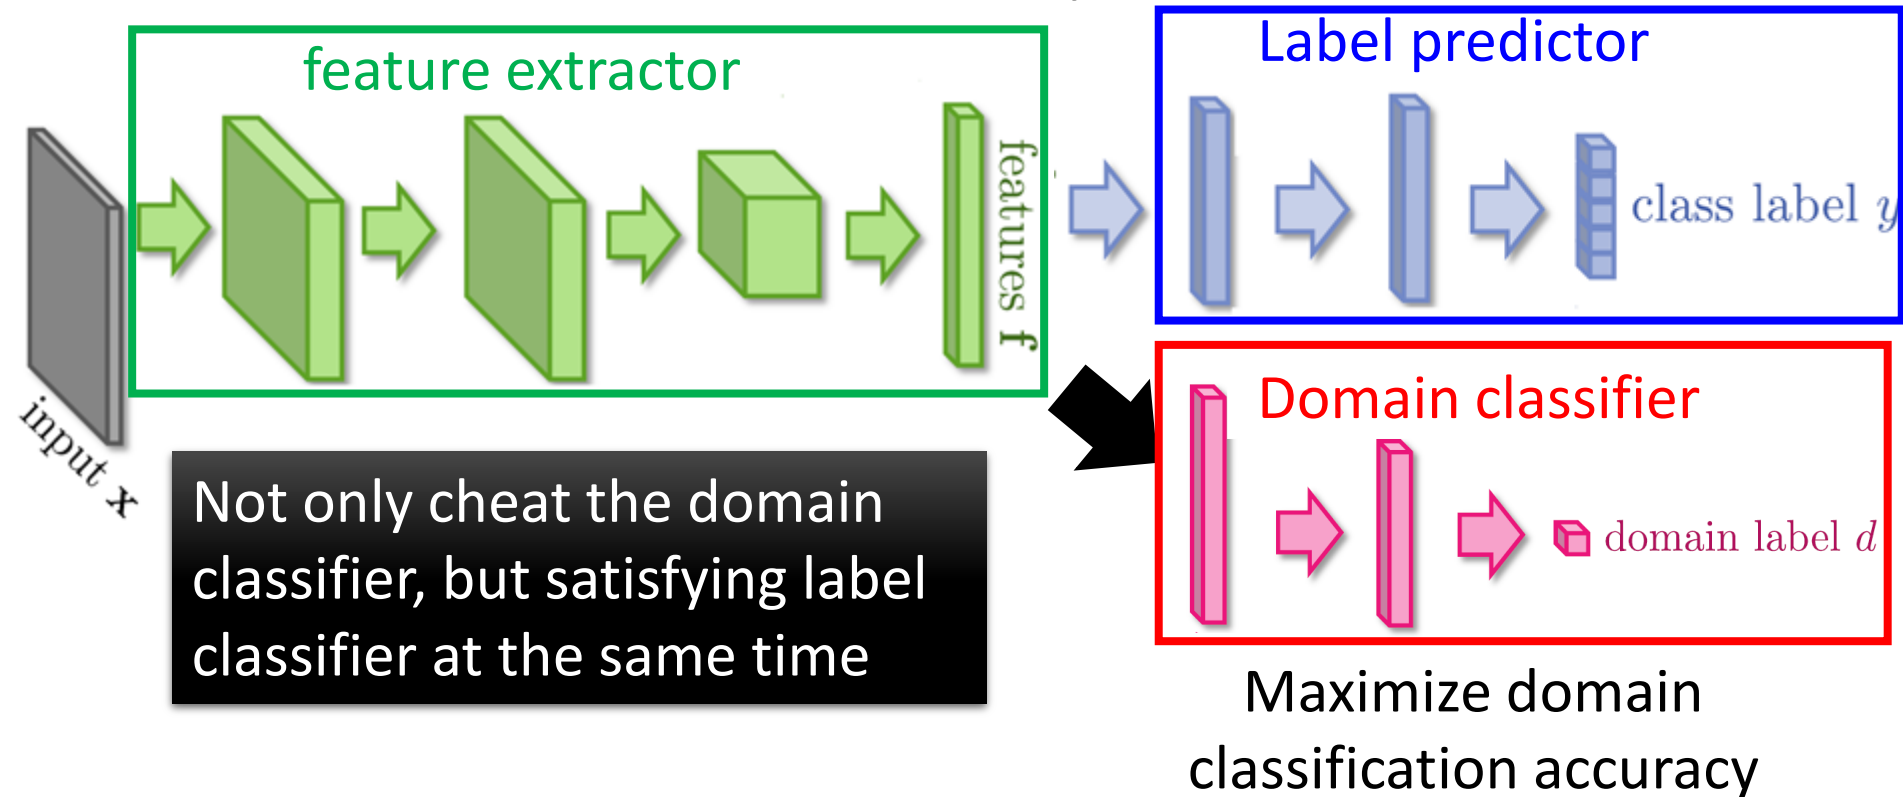 feature extractor
Label predictor
input x
features f
class label y
Domain classifier
domain label d
Not only cheat the domain
classifier, but satisfying label
classifier at the same time
Maximize domain
classification accuracy